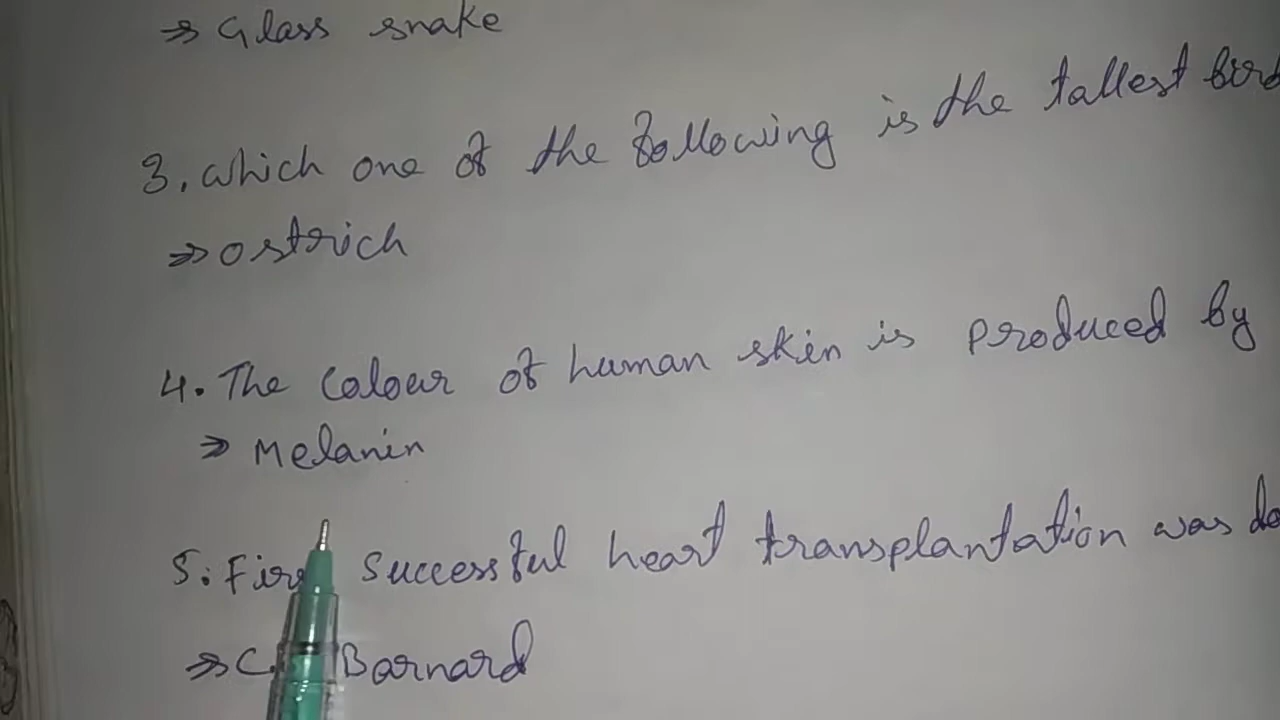 ⇒ Glass snake
3. which one of the following is the tallest bird
⇒ Ostrich
4. The Colour of human skin is produced by
⇒ Melanin
5. Successful heart transplantation was
⇒ Barnard